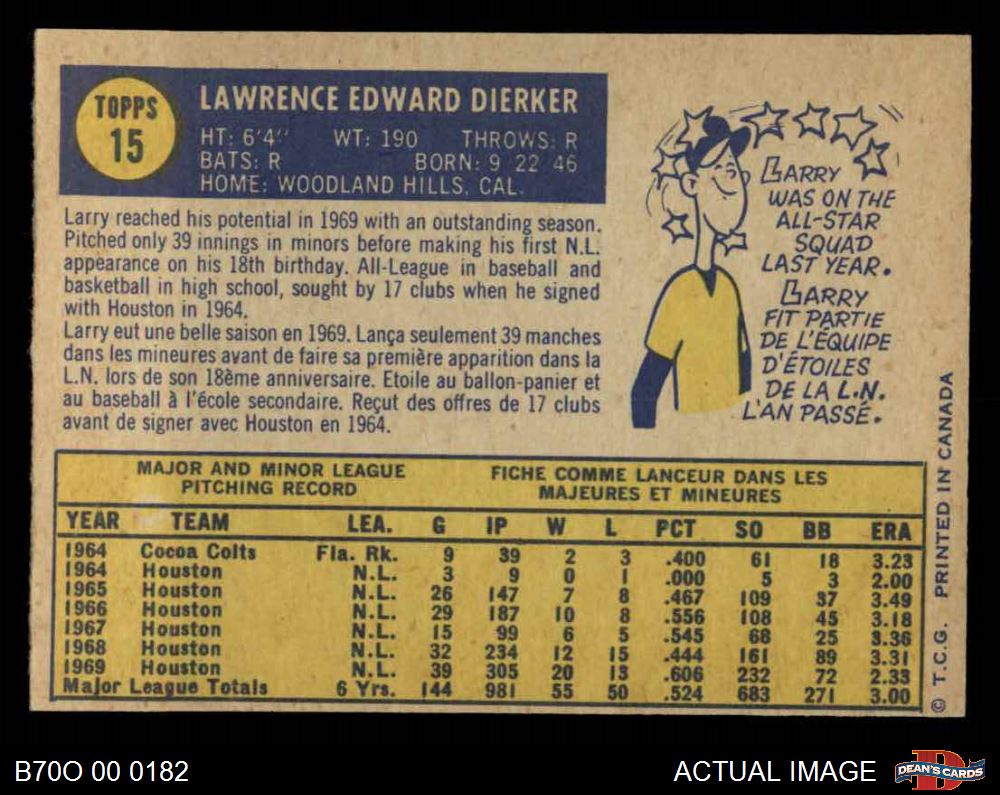 TOPPS
15
LAWRENCE EDWARD DIERKER
HT: 6'4" WT: 190 THROWS: R
BATS: R BORN: 9 22 46
HOME: WOODLAND HILLS, CAL.
Larry reached his potential in 1969 with an outstanding season.
Pitched only 39 innings in minors before making his first N.L.
appearance on his 18th birthday. All-League in baseball and
basketball in high school, sought by 17 clubs when he signed
with Houston in 1964.
Larry eut une belle saison en 1969. Lança seulement 39 manches
dans les mineures avant de faire sa première apparition dans la
L.N. lors de son 18ème anniversaire. Etoile au ballon-panier et
au baseball à l'école secondaire. Reçut des offres de 17 clubs
avant de signer avec Houston en 1964.
LARRY
WAS ON THE
ALL-STAR
SQUAD
LAST YEAR.
LARRY
FIT PARTIE
DE L'ÉQUIPE
D'ÉTOILES
DE LA L.N.
L'AN PASSÉ.
MAJOR AND MINOR LEAGUE
PITCHING RECORD
FICHE COMME LANCEUR DANS LES
MAJEURES ET MINEURES
YEAR TEAM LEA. G IP W L PCT SO BB ERA
1964 Cocoa Colts Fla. Rk. 9 39 2 3 .400 61 18 3.23
1964 Houston N.L. 3 9 0 1 .000 5 3 2.00
1965 Houston N.L. 26 147 7 8 .467 109 37 3.49
1966 Houston N.L. 29 187 10 8 .556 108 45 3.18
1967 Houston N.L. 15 99 6 5 .545 68 25 3.36
1968 Houston N.L. 32 234 12 15 .444 161 89 3.31
1969 Houston N.L. 39 305 20 13 .606 232 72 2.33
Major League Totals 6 Yrs. 144 981 55 50 .524 683 271 3.00
© T.C.G. PRINTED IN CANADA
B70O 00 0182
ACTUAL IMAGE
D
DEAN'S CARDS